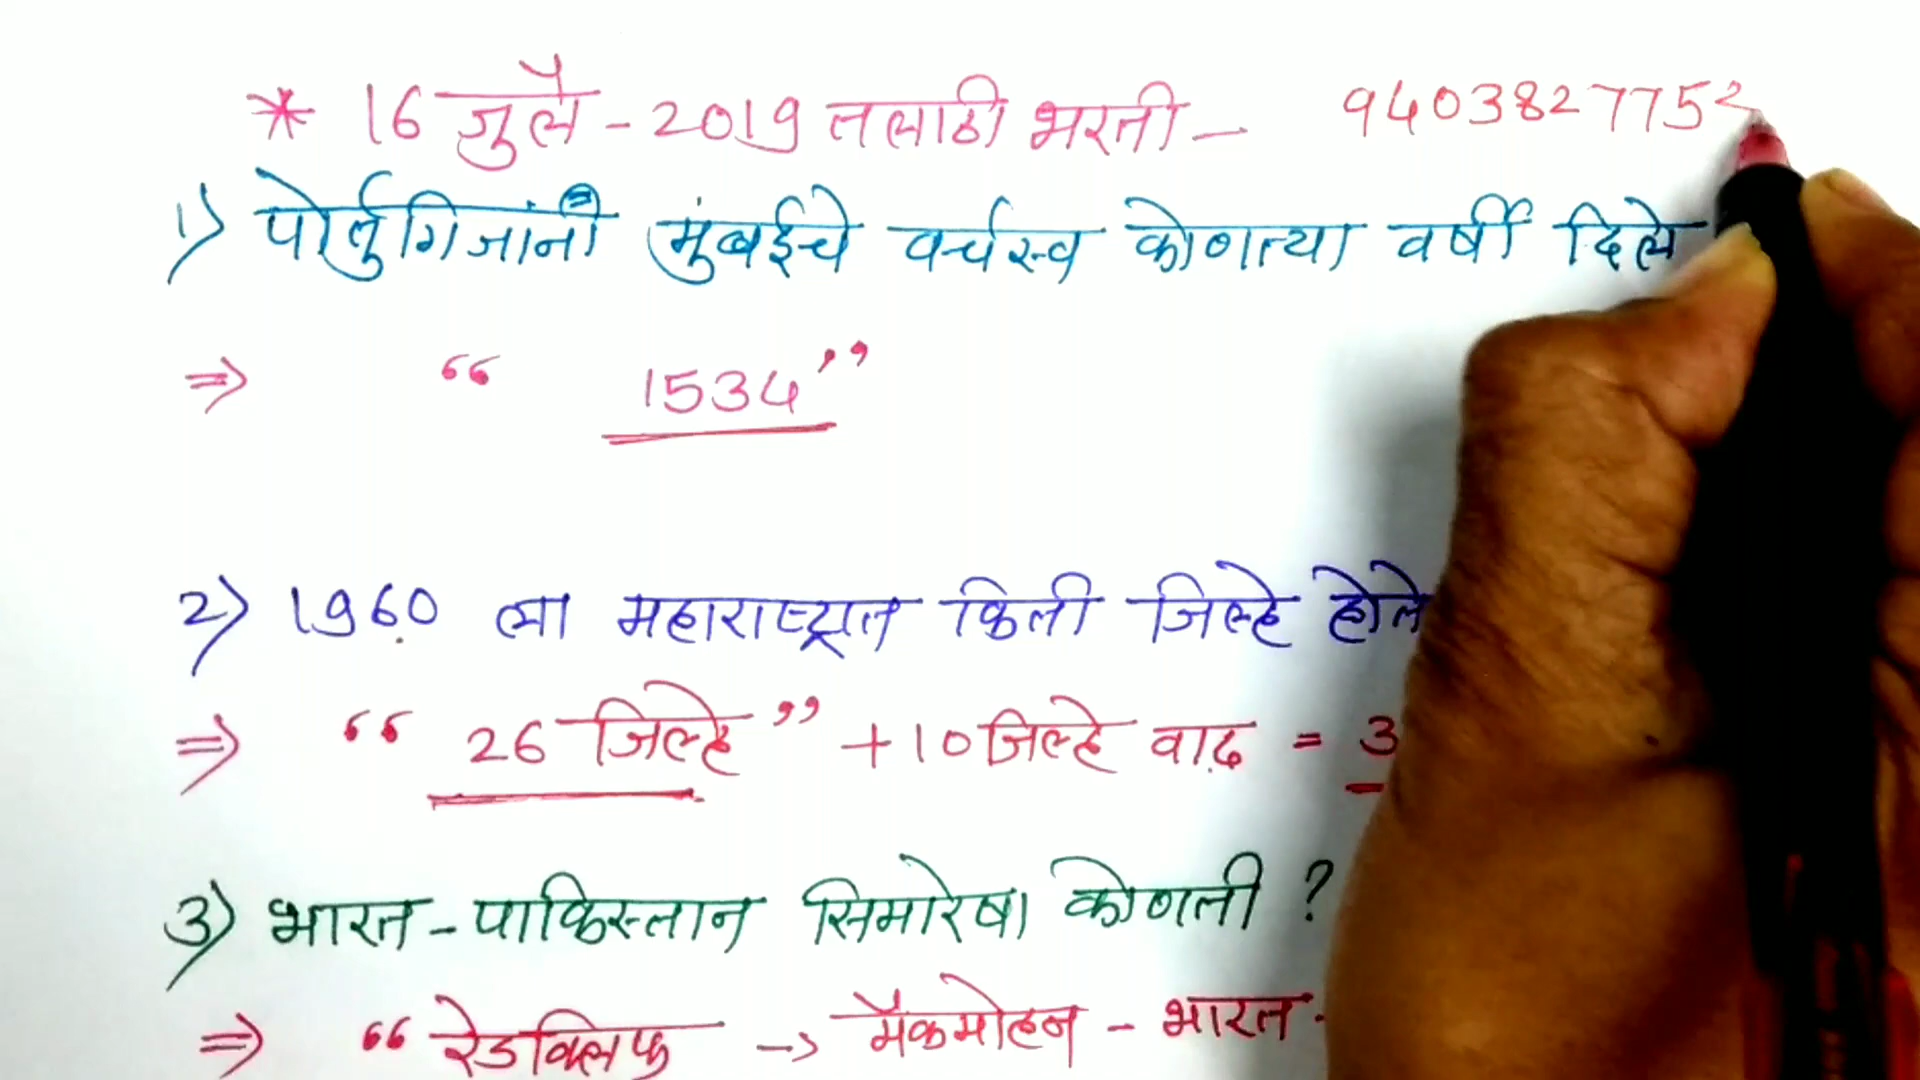 * 16 जुलै - 2019 तलाठी भरती - 9403827752
1) पोर्तुगिजांनी मुंबईचे वर्चस्व कोणत्या वर्षी दिले
⇒ “ 1534 ”
2) 1960 ला महाराष्ट्रात किती जिल्हे होते
⇒ “ 26 जिल्हे ” + 10 जिल्हे वाढ = 3
3) भारत - पाकिस्तान सिमारेषा कोणती ?
⇒ “ रेडक्लिफ -> मॅकमोहन - भारत -